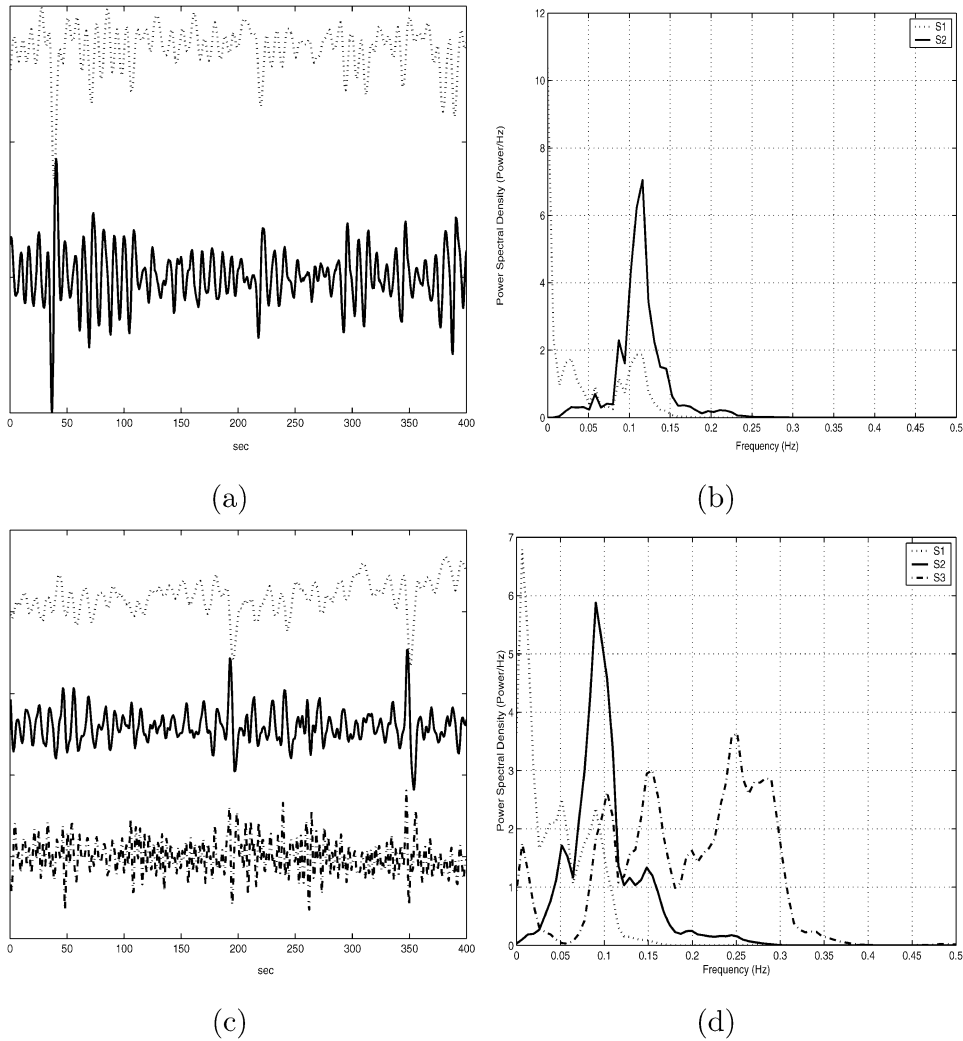 0 50 100 150 200 250 300 350 400
sec
(a)
12
10
8
6
4
2
0
Power Spectral Density (Power/Hz)
S1
S2
0 0.05 0.1 0.15 0.2 0.25 0.3 0.35 0.4 0.45 0.5
Frequency (Hz)
(b)
0 50 100 150 200 250 300 350 400
sec
(c)
7
6
5
4
3
2
1
0
Power Spectral Density (Power/Hz)
S1
S2
S3
0 0.05 0.1 0.15 0.2 0.25 0.3 0.35 0.4 0.45 0.5
Frequency (Hz)
(d)